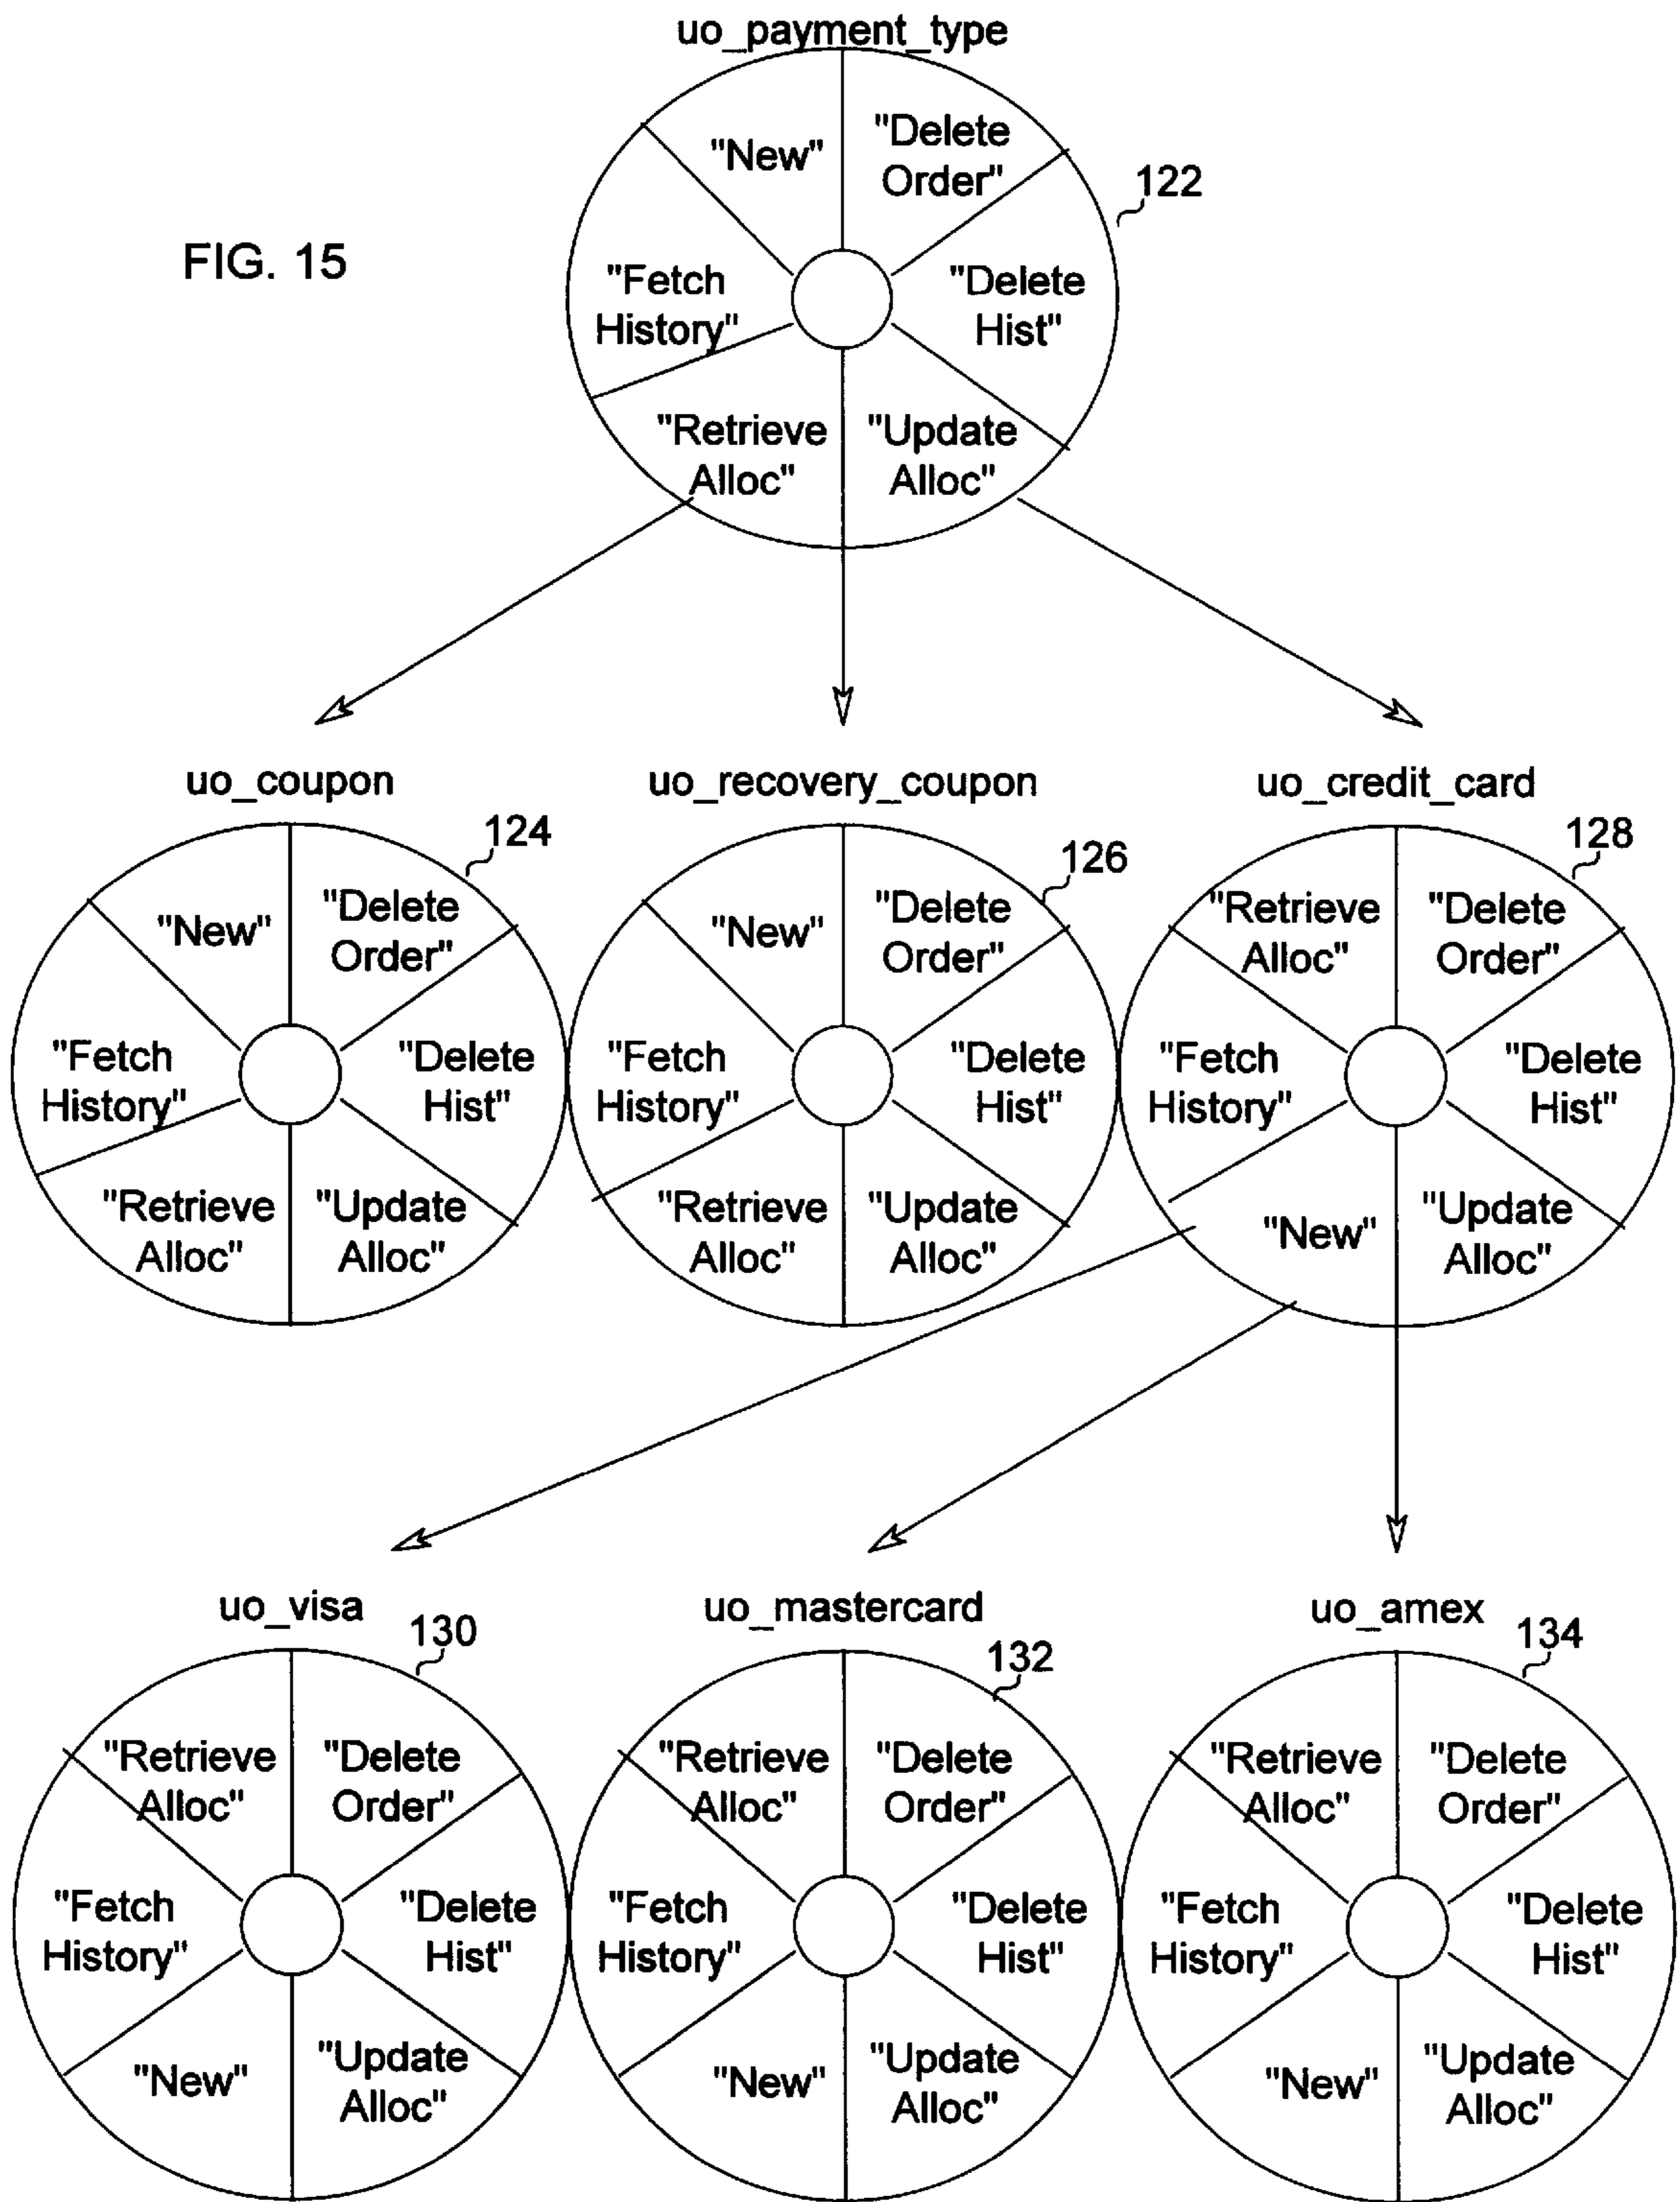 uo_payment_type
"New"
"Delete
Order"
122
FIG. 15
"Fetch
History"
"Delete
Hist"
"Retrieve
Alloc"
"Update
Alloc"
uo_coupon
124
"New"
"Delete
Order"
"Fetch
History"
"Delete
Hist"
"Retrieve
Alloc"
"Update
Alloc"
uo_recovery_coupon
126
"New"
"Delete
Order"
"Fetch
History"
"Delete
Hist"
"Retrieve
Alloc"
"Update
Alloc"
uo_credit_card
128
"Retrieve
Alloc"
"Delete
Order"
"Fetch
History"
"Delete
Hist"
"New"
"Update
Alloc"
uo_visa
130
"Retrieve
Alloc"
"Delete
Order"
"Fetch
History"
"Delete
Hist"
"New"
"Update
Alloc"
uo_mastercard
132
"Retrieve
Alloc"
"Delete
Order"
"Fetch
History"
"Delete
Hist"
"New"
"Update
Alloc"
uo_amex
134
"Retrieve
Alloc"
"Delete
Order"
"Fetch
History"
"Delete
Hist"
"New"
"Update
Alloc"